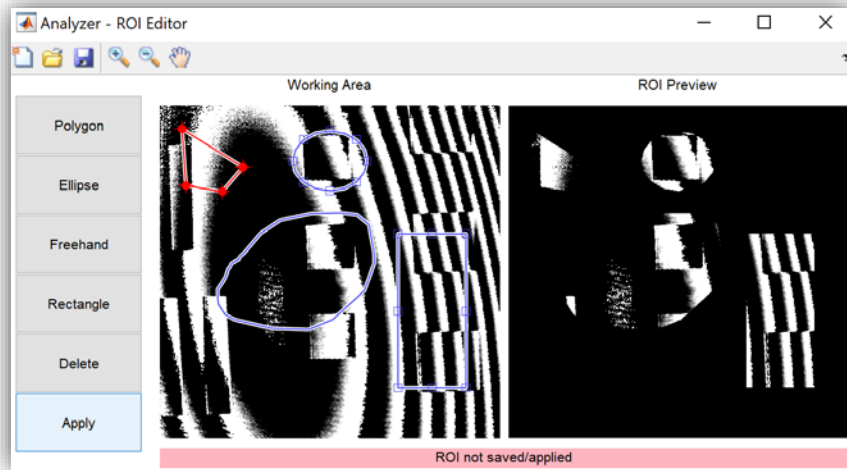 Analyzer - ROI Editor
Working Area
ROI Preview
Polygon
Ellipse
Freehand
Rectangle
Delete
Apply
ROI not saved/applied